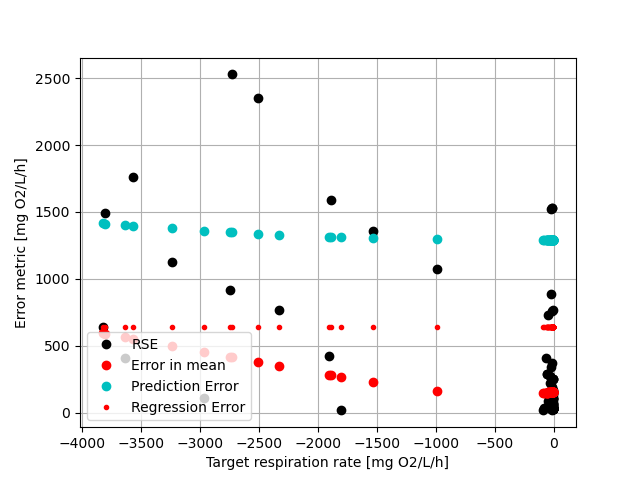 2500
2000
1500
1000
500
0
Error metric [mg O2/L/h]
RSE
Error in mean
Prediction Error
Regression Error
−4000 −3500 −3000 −2500 −2000 −1500 −1000 −500 0
Target respiration rate [mg O2/L/h]